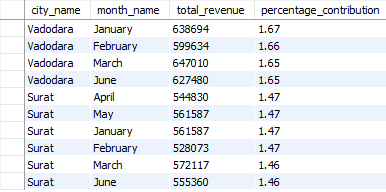 city_name month_name total_revenue percentage_contribution
Vadodara January 638694 1.67
Vadodara February 599634 1.66
Vadodara March 647010 1.65
Vadodara June 627480 1.65
Surat April 544830 1.47
Surat May 561587 1.47
Surat January 561587 1.47
Surat February 528073 1.47
Surat March 572117 1.46
Surat June 555360 1.46